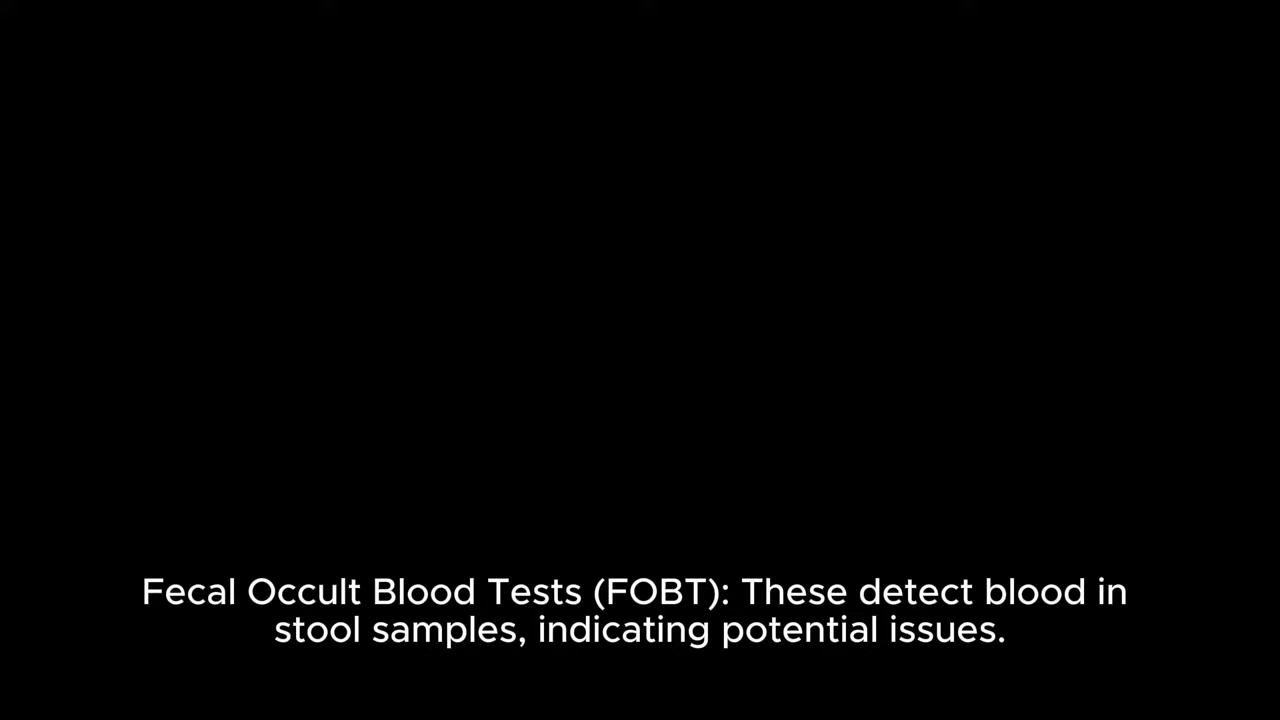 Fecal Occult Blood Tests (FOBT): These detect blood in
stool samples, indicating potential issues.